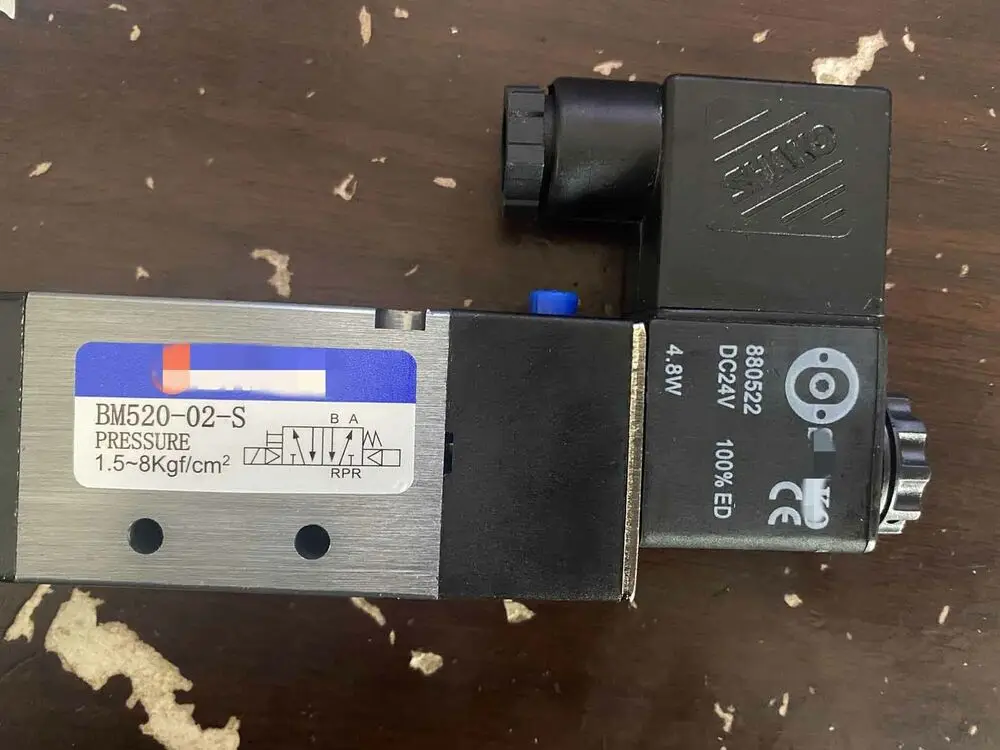 BM520-02-S
PRESSURE
1.5~8Kgf/cm²
B A
RPR
880522
DC24V 100% ED
4.8W
CE